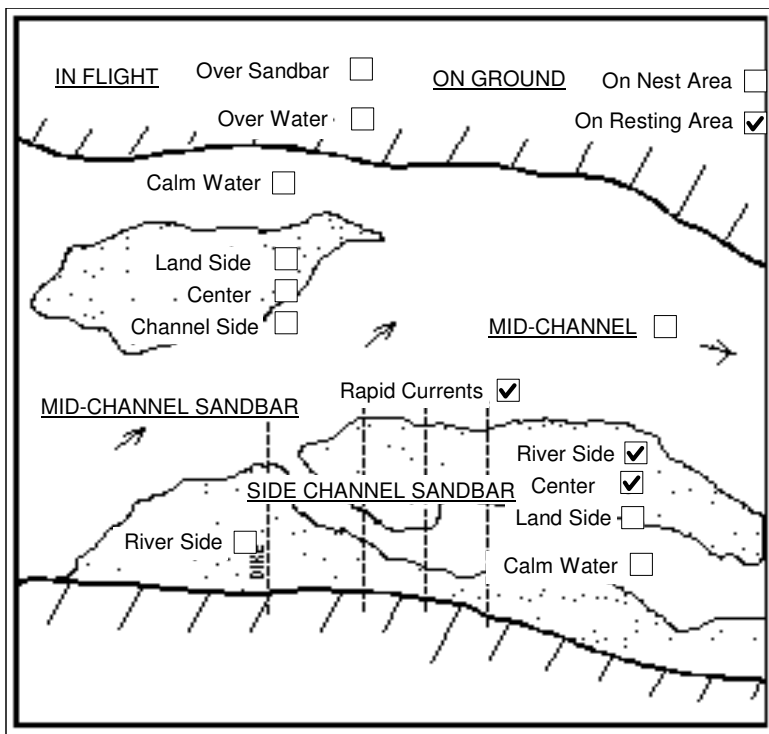 IN FLIGHT
Over Sandbar
ON GROUND
On Nest Area
Over Water
On Resting Area
Calm Water
Land Side
Center
Channel Side
MID-CHANNEL
Rapid Currents
MID-CHANNEL SANDBAR
River Side
SIDE CHANNEL SANDBAR
Center
Land Side
River Side
DIKE
Calm Water